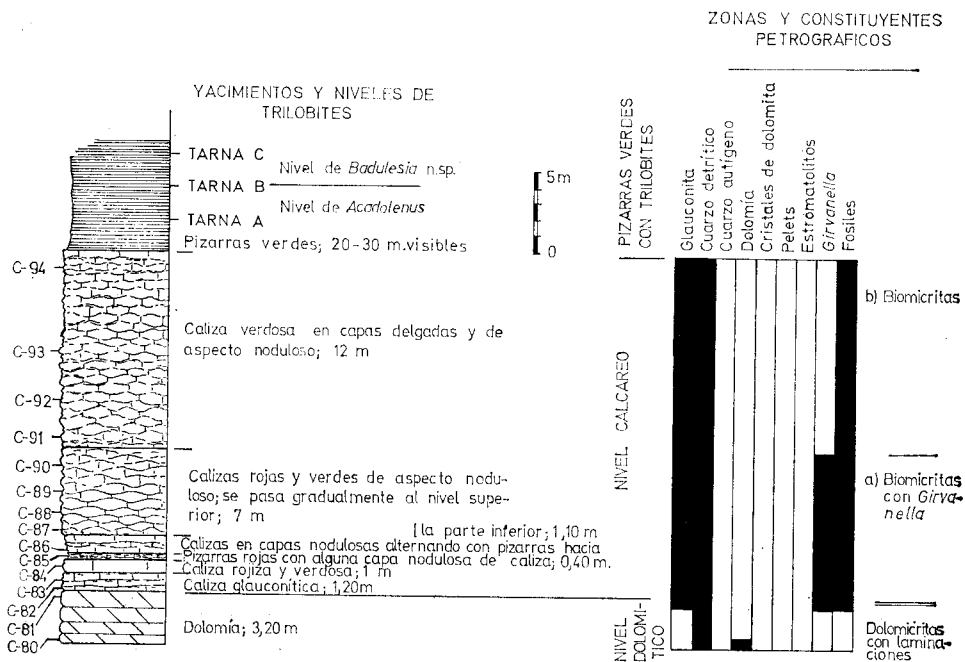 ZONAS Y CONSTITUYENTES
PETROGRAFICOS
YACIMIENTOS Y NIVELES DE
TRILOBITES
TARNA C
Nivel de Badulesia n.sp.
TARNA B
Nivel de Acadolenus
TARNA A
Pizarras verdes; 20-30 m.visibles
5m
0
C-94
Caliza verdosa en capas delgadas y de
aspecto noduloso; 12 m
C-93
C-92
C-91
C-90
C-89
C-88
C-87
C-86
C-85
C-84
C-83
C-82
C-81
C-80
Calizas rojas y verdes de aspecto nodu-
loso; se pasa gradualmente al nivel supe-
rior; 7 m
[la parte inferior; 1,10 m
Calizas en capas nodulosas alternando con pizarras hacia
Pizarras rojas con alguna capa nodulosa de caliza; 0,40 m.
Caliza rojiza y verdosa; 1 m
Caliza glauconítica; 1,20m
Dolomía; 3,20 m
PIZARRAS VERDES
CON TRILOBITES
NIVEL CALCAREO
NIVEL
DOLOMI-
TICO
Glauconita
Cuarzo detrítico
Cuarzo autígeno
Dolomía
Cristales de dolomita
Pelets
Estromatolitos
Girvanella
Fosiles
b) Biomicritas
a) Biomicritas
con Girva-
nella
Dolomicritas
con lamina-
ciones